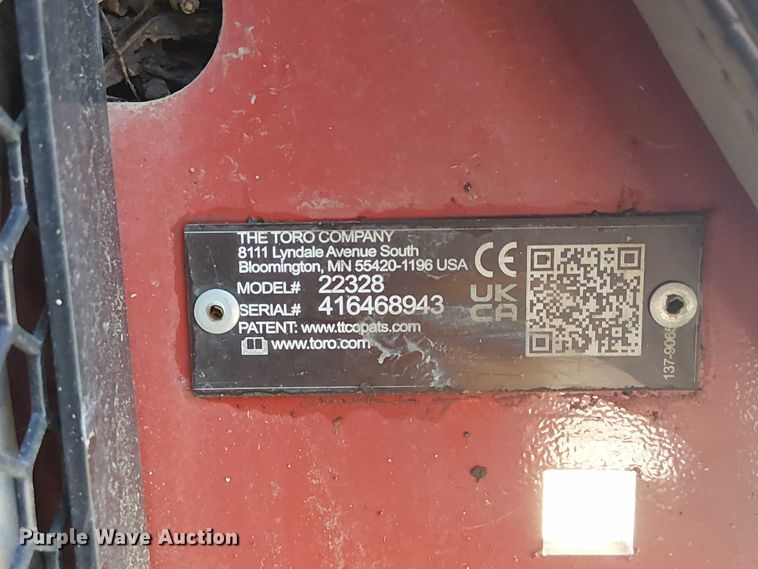 THE TORO COMPANY
8111 Lyndale Avenue South
Bloomington, MN 55420-1196 USA
MODEL# 22328
SERIAL# 416468943
PATENT: www.ttcopats.com
www.toro.com
CE
UK
CA
Purple Wave Auction